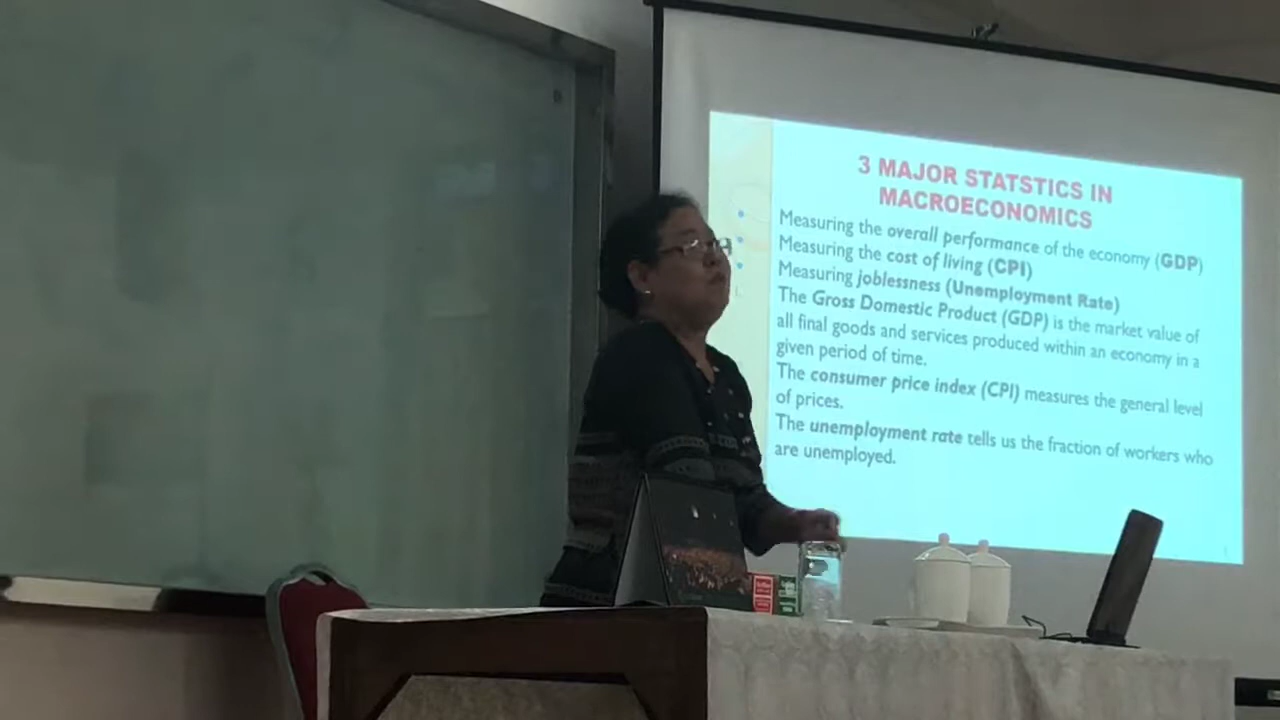 3 MAJOR STATSTICS IN
MACROECONOMICS
Measuring the overall performance of the economy (GDP)
Measuring the cost of living (CPI)
Measuring joblessness (Unemployment Rate)
The Gross Domestic Product (GDP) is the market value of
all final goods and services produced within an economy in a
given period of time.
The consumer price index (CPI) measures the general level
of prices.
The unemployment rate tells us the fraction of workers who
are unemployed.